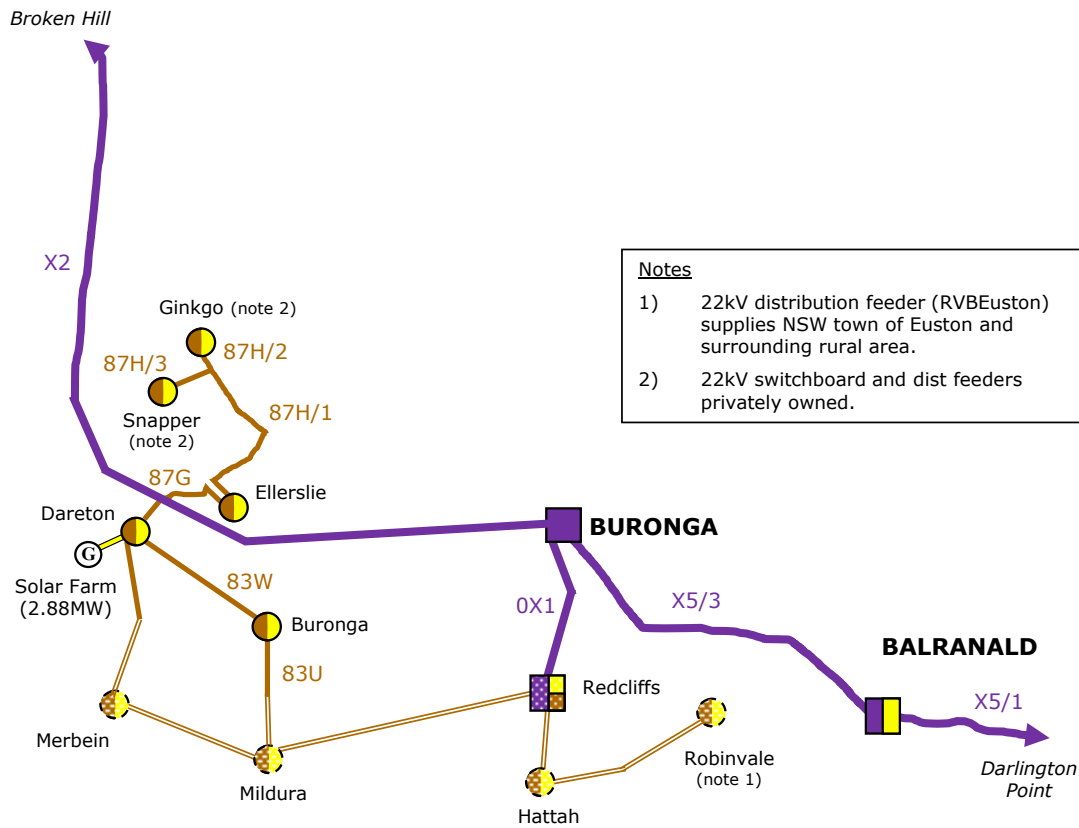 Broken Hill
X2
Notes
1) 22kV distribution feeder (RVBEuston)
supplies NSW town of Euston and
surrounding rural area.
2) 22kV switchboard and dist feeders
privately owned.
Ginkgo (note 2)
87H/3
87H/2
Snapper
(note 2)
87H/1
87G
Ellerslie
Dareton
G
Solar Farm
(2.88MW)
BURONGA
83W
0X1
X5/3
Buronga
BALRANALD
83U
Redcliffs
X5/1
Merbein
Robinvale
(note 1)
Darlington
Point
Mildura
Hattah